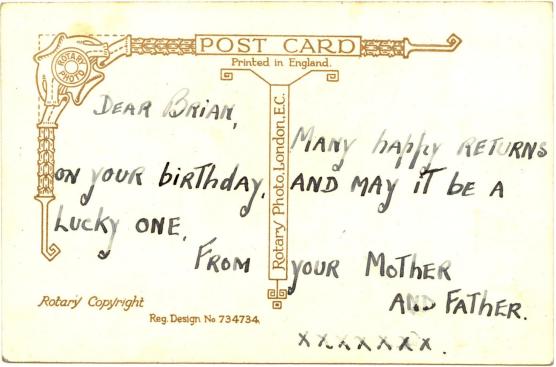 POST CARD
Printed in England.
ROTARY PHOTO
Rotary Photo, London, E.C.
DEAR BRIAN,
MANY happy RETURNS
ON YOUR birthday, AND MAY IT BE A
Lucky ONE.
FROM YOUR MOTHER
AND FATHER.
xxxxxxx.
Rotary Copyright
Reg. Design No 734734.